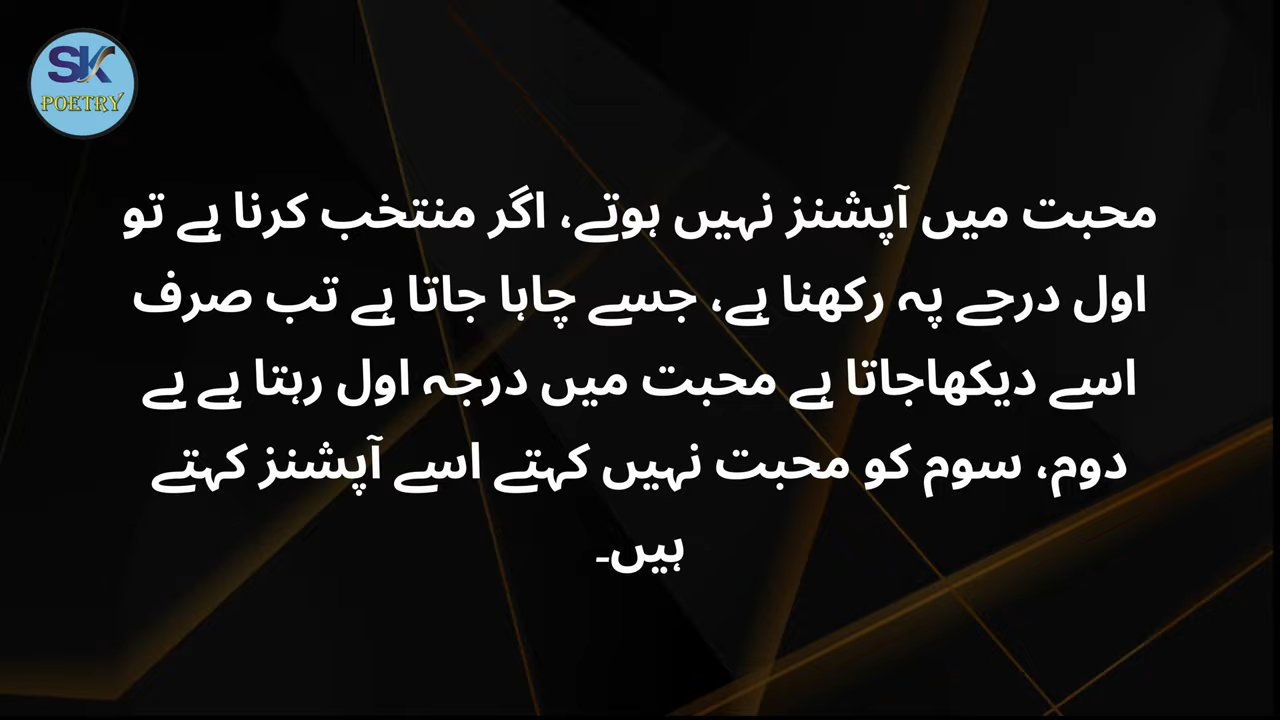 SK
POETRY
محبت میں آپشنز نہیں ہوتے، اگر منتخب کرنا ہے تو
اول درجے پہ رکھنا ہے، جسے چاہا جاتا ہے تب صرف
اسے دیکھاجاتا ہے محبت میں درجہ اول رہتا ہے بے
دوم، سوم کو محبت نہیں کہتے اسے آپشنز کہتے
ہیں۔